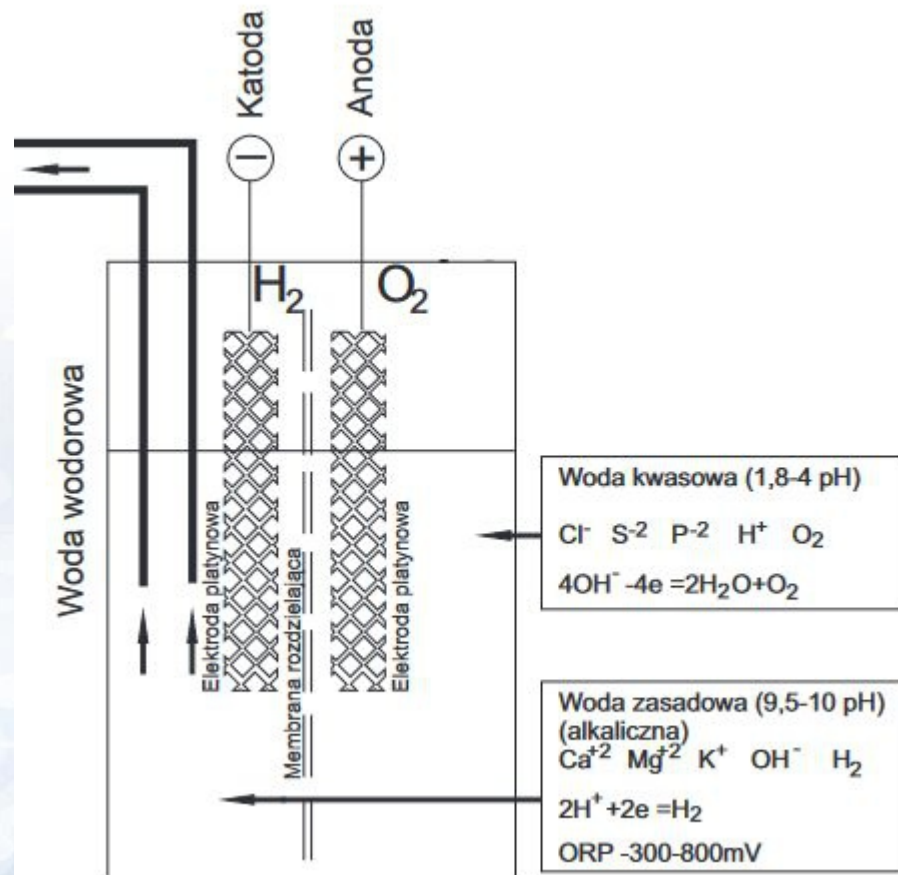 Katoda
Anoda
−
+
H₂
O₂
Woda wodorowa
Elektroda platynowa
Membrana rozdzielająca
Elektroda platynowa
Woda kwasowa (1,8-4 pH)
Cl⁻ S⁻² P⁻² H⁺ O₂
4OH⁻ -4e =2H₂O+O₂
Woda zasadowa (9,5-10 pH)
(alkaliczna)
Ca⁺² Mg⁺² K⁺ OH⁻ H₂
2H⁺ +2e =H₂
ORP -300-800mV